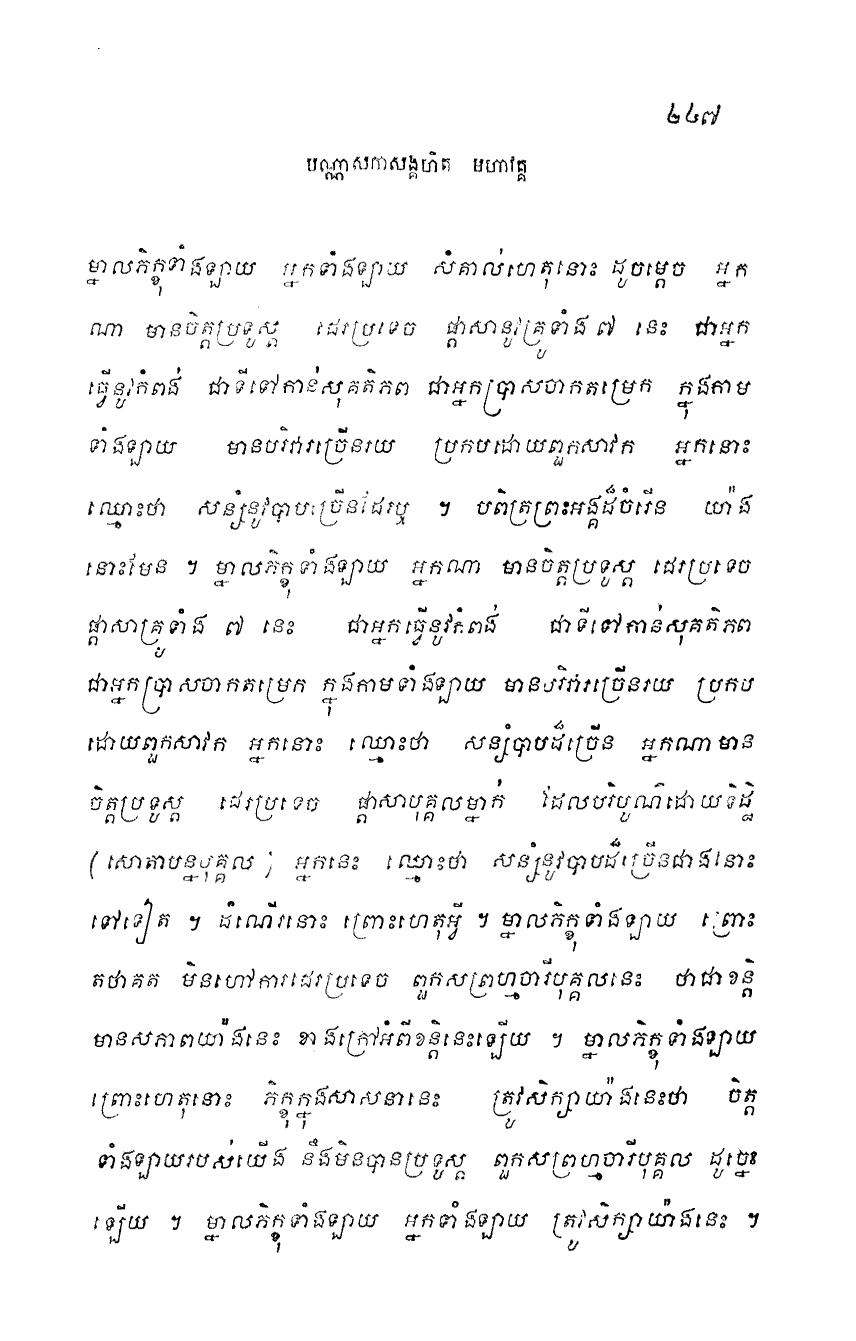 ២៤៧
បណ្ណាសកាសង្គហិត មហាវគ្គ
ម្នាលភិក្ខុទាំងឡាយ អ្នកទាំងឡាយ សំគាល់ហេតុនោះ ដូចម្ដេច អ្នក
ណា មានចិត្តប្រទូស្ត ដេរប្រទេច ផ្ដាសានូវគ្រូទាំង ៧ នេះ ជាអ្នក
ធ្វើនូវកំពង់ ជាទីទៅកាន់សុគតិភព ជាអ្នកប្រាសចាកតម្រេក ក្នុងកាម
ទាំងឡាយ មានបរិវារច្រើនរយ ប្រកបដោយពួកសាវក អ្នកនោះ
ឈ្មោះថា សន្សំនូវបាបច្រើនដែរឬ ។ បពិត្រព្រះអង្គដ៏ចំរើន យ៉ាង
នោះមែន ។ ម្នាលភិក្ខុទាំងឡាយ អ្នកណា មានចិត្តប្រទូស្ត ដេរប្រទេច
ផ្ដាសាគ្រូទាំង ៧ នេះ ជាអ្នកធ្វើនូវកំពង់ ជាទីទៅកាន់សុគតិភព
ជាអ្នកប្រាសចាកតម្រេក ក្នុងកាមទាំងឡាយ មានបរិវារច្រើនរយ ប្រកប
ដោយពួកសាវក អ្នកនោះ ឈ្មោះថា សន្សំបាបដ៏ច្រើន អ្នកណាមាន
ចិត្តប្រទូស្ត ដេរប្រទេច ផ្ដាសាបុគ្គលម្នាក់ ដែលបរិបូណ៌ដោយទិដ្ឋិ
(សោតាបន្នបុគ្គល) អ្នកនេះ ឈ្មោះថា សន្សំនូវបាបដ៏ច្រើនជាងនោះ
ទៅទៀត ។ ដំណើរនោះ ព្រោះហេតុអ្វី ។ ម្នាលភិក្ខុទាំងឡាយ ព្រោះ
តថាគត មិនហៅការដេរប្រទេច ពួកសព្រហ្មចារីបុគ្គលនេះ ថាជាខន្តិ
មានសភាពយ៉ាងនេះ ខាងក្រៅអំពីខន្តិនេះឡើយ ។ ម្នាលភិក្ខុទាំងឡាយ
ព្រោះហេតុនោះ ភិក្ខុក្នុងសាសនានេះ ត្រូវសិក្សាយ៉ាងនេះថា ចិត្ត
ទាំងឡាយរបស់យើង នឹងមិនបានប្រទូស្ត ពួកសព្រហ្មចារីបុគ្គល ដូច្នេះ
ឡើយ ។ ម្នាលភិក្ខុទាំងឡាយ អ្នកទាំងឡាយ ត្រូវសិក្សាយ៉ាងនេះ ។